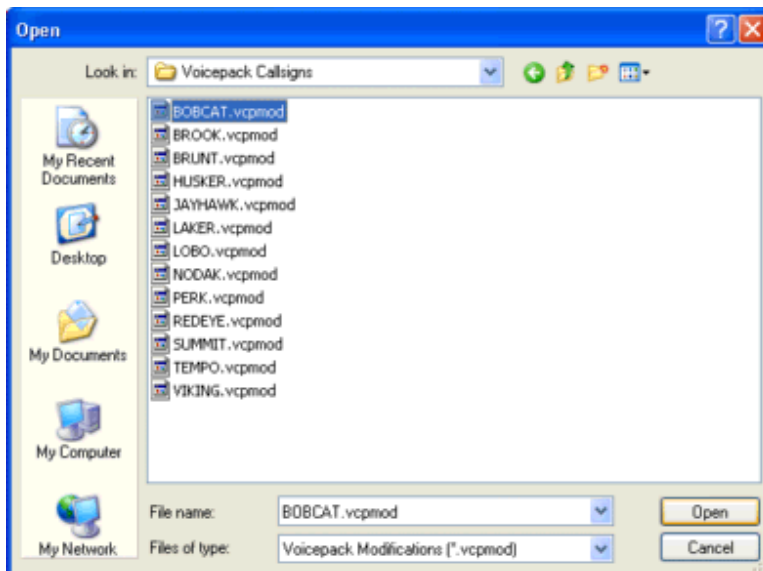 Open
Look in: Voicepack Callsigns
My Recent
Documents
Desktop
My Documents
My Computer
My Network
BOBCAT.vcpmod
BROOK.vcpmod
BRUNT.vcpmod
HUSKER.vcpmod
JAYHAWK.vcpmod
LAKER.vcpmod
LOBO.vcpmod
NODAK.vcpmod
PERK.vcpmod
REDEYE.vcpmod
SUMMIT.vcpmod
TEMPO.vcpmod
VIKING.vcpmod
File name: BOBCAT.vcpmod Open
Files of type: Voicepack Modifications (*.vcpmod) Cancel